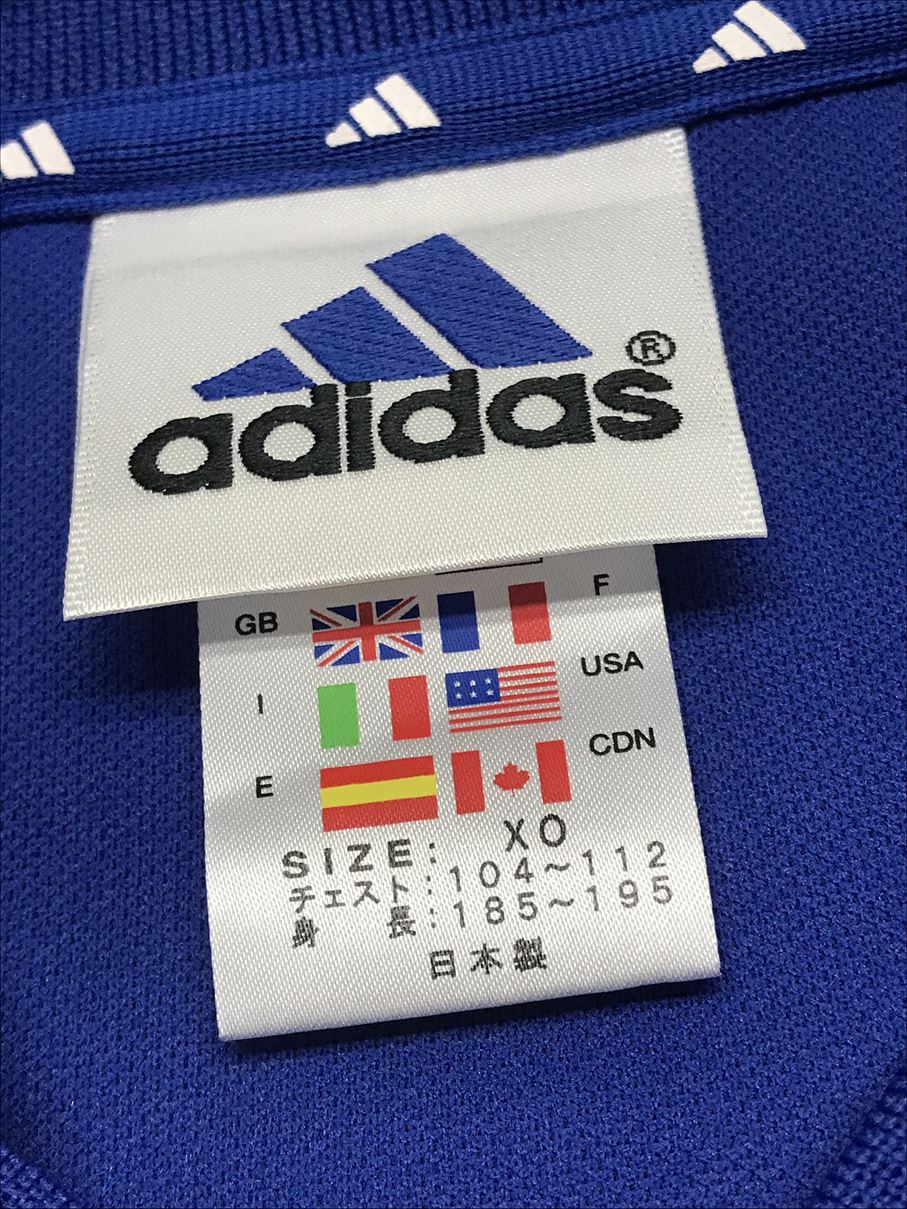 adidas®
GB F
I USA
E CDN
SIZE: XO
チェスト:104~112
身 長:185~195
日本製